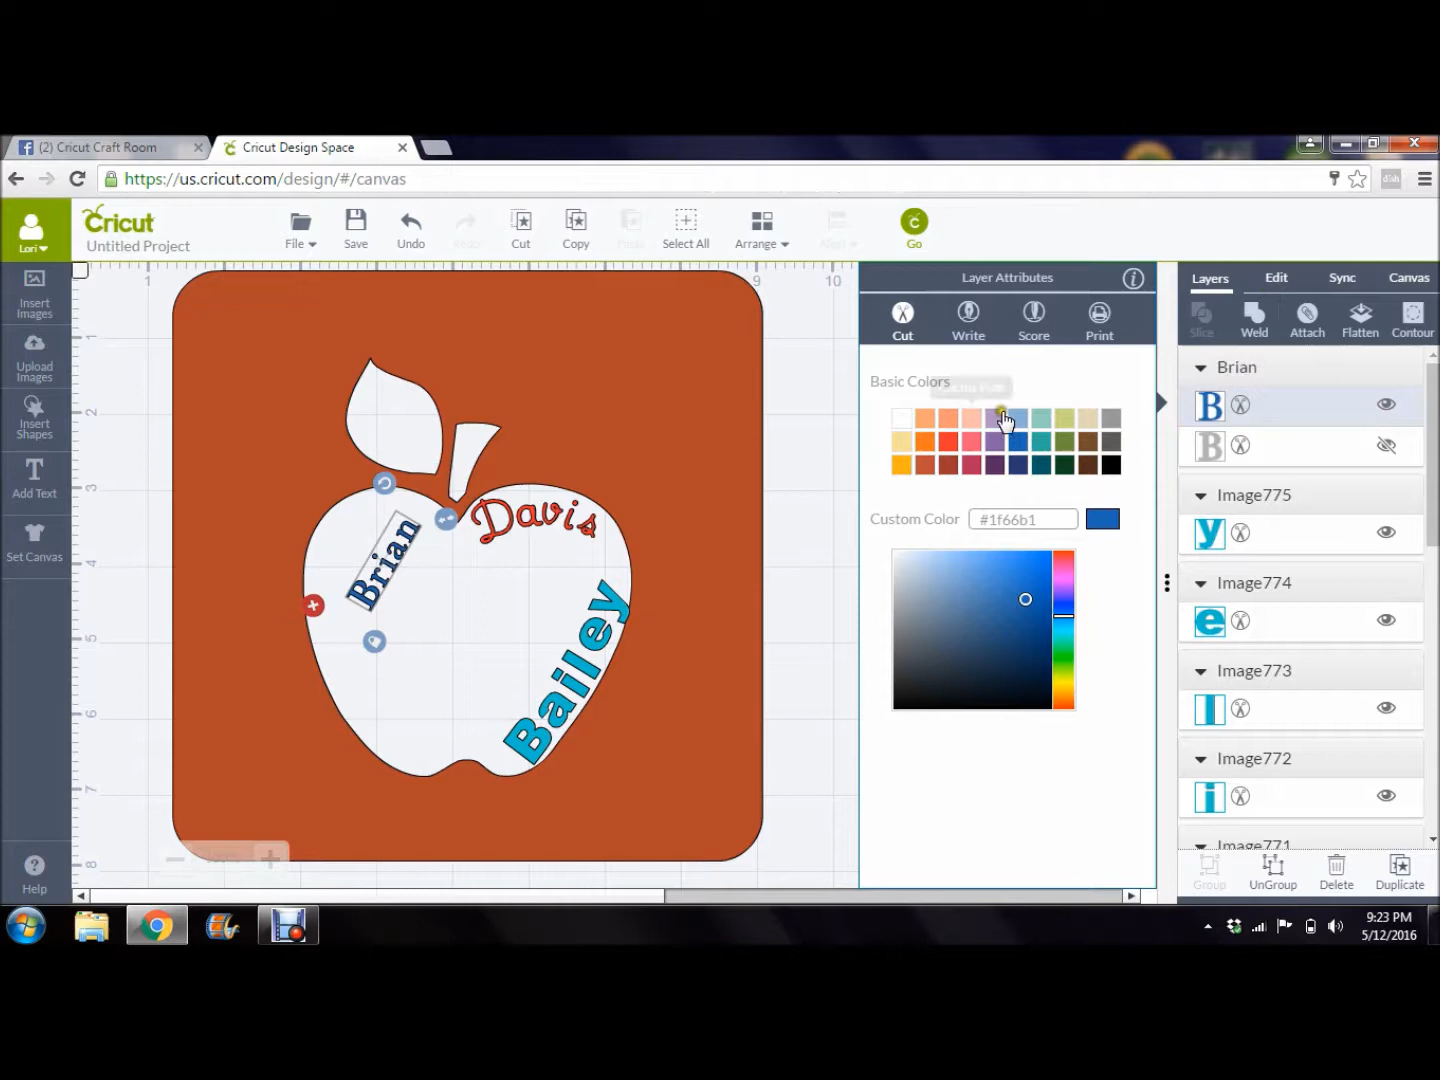 (2) Cricut Craft Room
Cricut Design Space
https://us.cricut.com/design/#/canvas
Lori
Cricut
Untitled Project
File
Save
Undo
Redo
Cut
Copy
Select All
Arrange
Go
Insert
Images
Upload
Images
Insert
Shapes
Add Text
Set Canvas
Help
1
9
10
1
2
3
4
5
6
7
8
Brian
Davis
Bailey
Layer Attributes
Cut
Write
Score
Print
Basic Colors
Custom Color
#1f66b1
Layers
Edit
Sync
Canvas
Slice
Weld
Attach
Flatten
Contour
Brian
B
B
Image775
y
Image774
e
Image773
l
Image772
i
Image771
Group
UnGroup
Delete
Duplicate
9:23 PM
5/12/2016